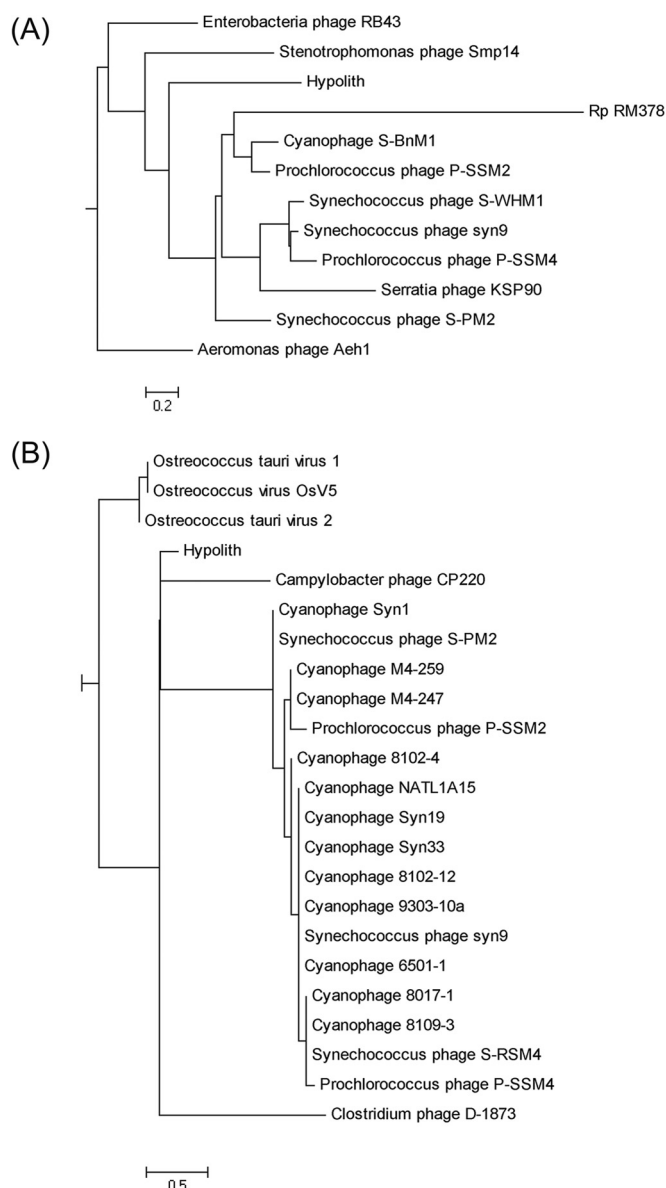 (A)
Enterobacteria phage RB43
Stenotrophomonas phage Smp14
Hypolith
Rp RM378
Cyanophage S-BnM1
Prochlorococcus phage P-SSM2
Synechococcus phage S-WHM1
Synechococcus phage syn9
Prochlorococcus phage P-SSM4
Serratia phage KSP90
Synechococcus phage S-PM2
Aeromonas phage Aeh1
0.2
(B)
Ostreococcus tauri virus 1
Ostreococcus virus OsV5
Ostreococcus tauri virus 2
Hypolith
Campylobacter phage CP220
Cyanophage Syn1
Synechococcus phage S-PM2
Cyanophage M4-259
Cyanophage M4-247
Prochlorococcus phage P-SSM2
Cyanophage 8102-4
Cyanophage NATL1A15
Cyanophage Syn19
Cyanophage Syn33
Cyanophage 8102-12
Cyanophage 9303-10a
Synechococcus phage syn9
Cyanophage 6501-1
Cyanophage 8017-1
Cyanophage 8109-3
Synechococcus phage S-RSM4
Prochlorococcus phage P-SSM4
Clostridium phage D-1873
0.5